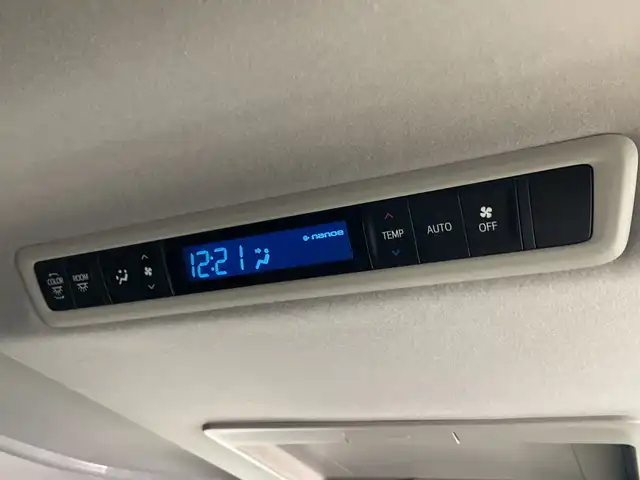 COLOR
ROOM
12:21
nanoe
TEMP
AUTO
OFF